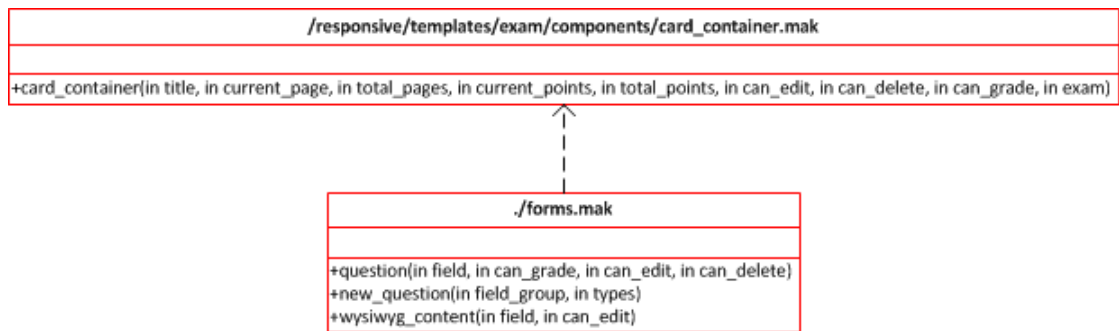 /responsive/templates/exam/components/card_container.mak
+card_container(in title, in current_page, in total_pages, in current_points, in total_points, in can_edit, in can_delete, in can_grade, in exam)
./forms.mak
+question(in field, in can_grade, in can_edit, in can_delete)
+new_question(in field_group, in types)
+wysiwyg_content(in field, in can_edit)